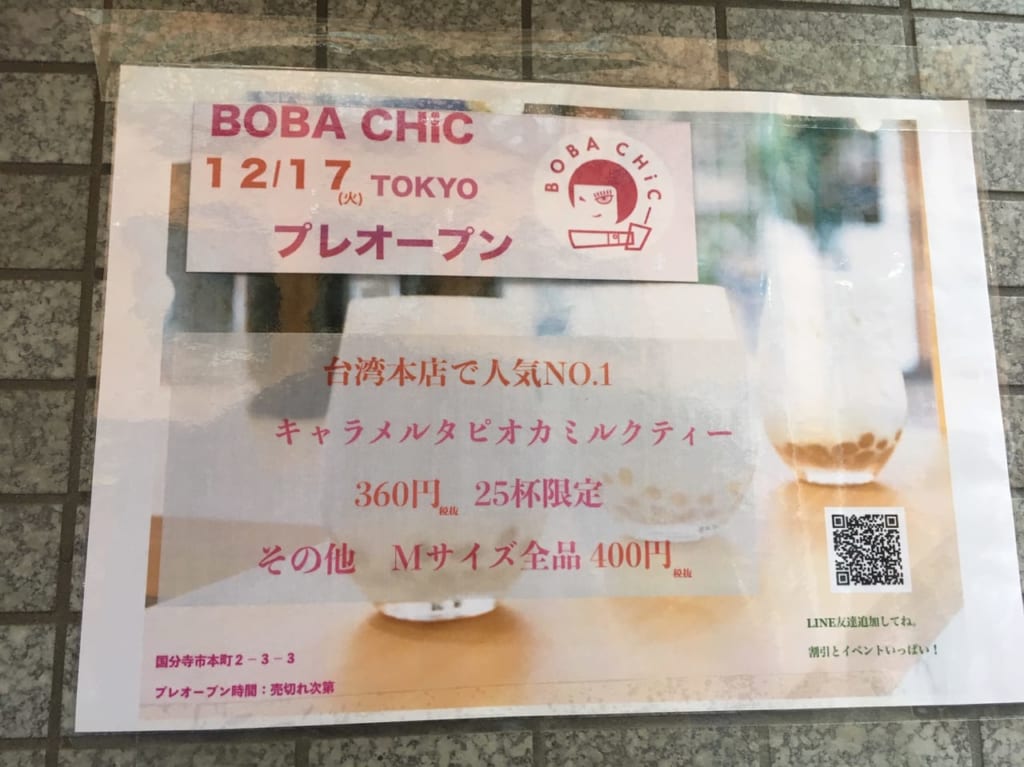 BOBA CHiC
12/17(火) TOKYO
プレオープン
BOBA CHiC
台湾本店で人気NO.1
キャラメルタピオカミルクティー
360円税抜 25杯限定
その他 Mサイズ全品 400円税抜
LINE友達追加してね。
割引とイベントいっぱい！
国分寺市本町２－３－３
プレオープン時間：売切れ次第